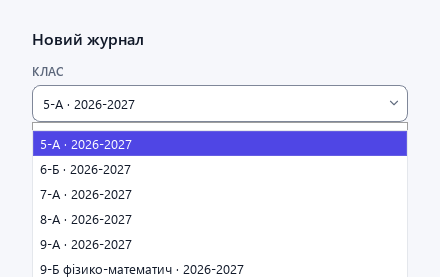 Новий журнал
КЛАС
5-А · 2026-2027
5-А · 2026-2027
6-Б · 2026-2027
7-А · 2026-2027
8-А · 2026-2027
9-А · 2026-2027
9-Б фізико-математич · 2026-2027